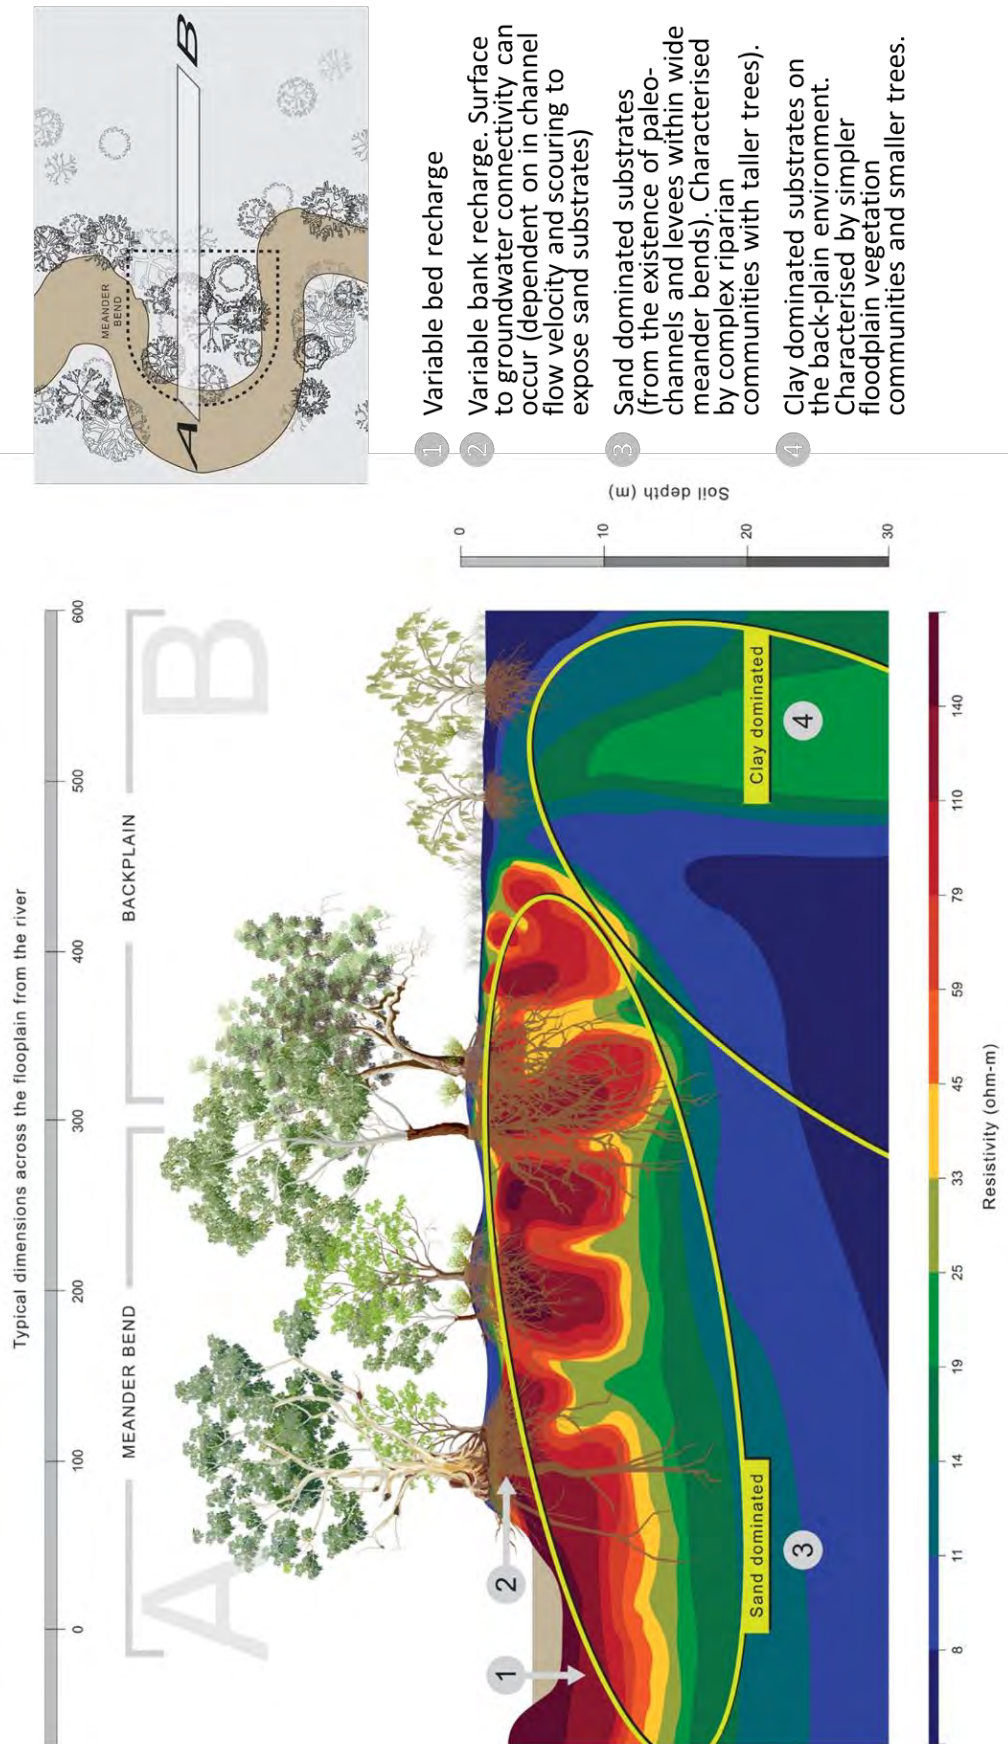 Typical dimensions across the flooplain from the river
0
100
200
300
400
500
600
MEANDER BEND
BACKPLAIN
A
B
1
2
Sand dominated
3
Clay dominated
4
Soil depth (m)
0
10
20
30
8
11
14
19
25
33
45
59
79
110
140
Resistivity (ohm-m)
A
B
MEANDER
BEND
1 Variable bed recharge
2 Variable bank recharge. Surface
to groundwater connectivity can
occur (dependent on in channel
flow velocity and scouring to
expose sand substrates)
3 Sand dominated substrates
(from the existence of paleo-
channels and levees within wide
meander bends). Characterised
by complex riparian
communities with taller trees).
4 Clay dominated substrates on
the back-plain environment.
Characterised by simpler
floodplain vegetation
communities and smaller trees.